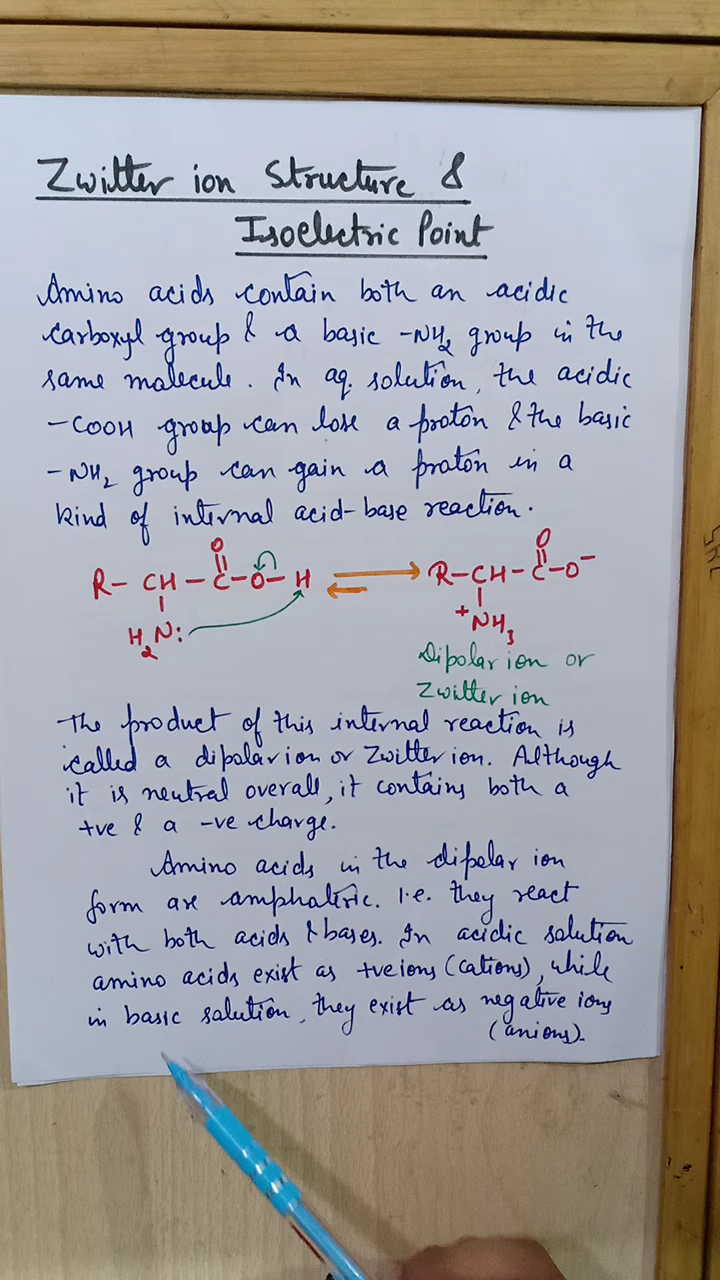 Zwitter ion Structure &
Isoelectric Point
Amino acids contain both an acidic
carboxyl group & a basic -NH2 group in the
same molecule. In aq. solution, the acidic
-COOH group can lose a proton & the basic
-NH2 group can gain a proton in a
kind of internal acid-base reaction.
O O
R- CH - C - O - H R-CH-C-O-
H2N: +NH3
Dipolar ion or
Zwitter ion
The product of this internal reaction is
called a dipolar ion or Zwitter ion. Although
it is neutral overall, it contains both a
+ve & a -ve charge.
Amino acids in the dipolar ion
form are amphoteric. I.e. they react
with both acids & bases. In acidic solution
amino acids exist as +ve ions (cations), while
in basic solution, they exist as negative ions
(anions).